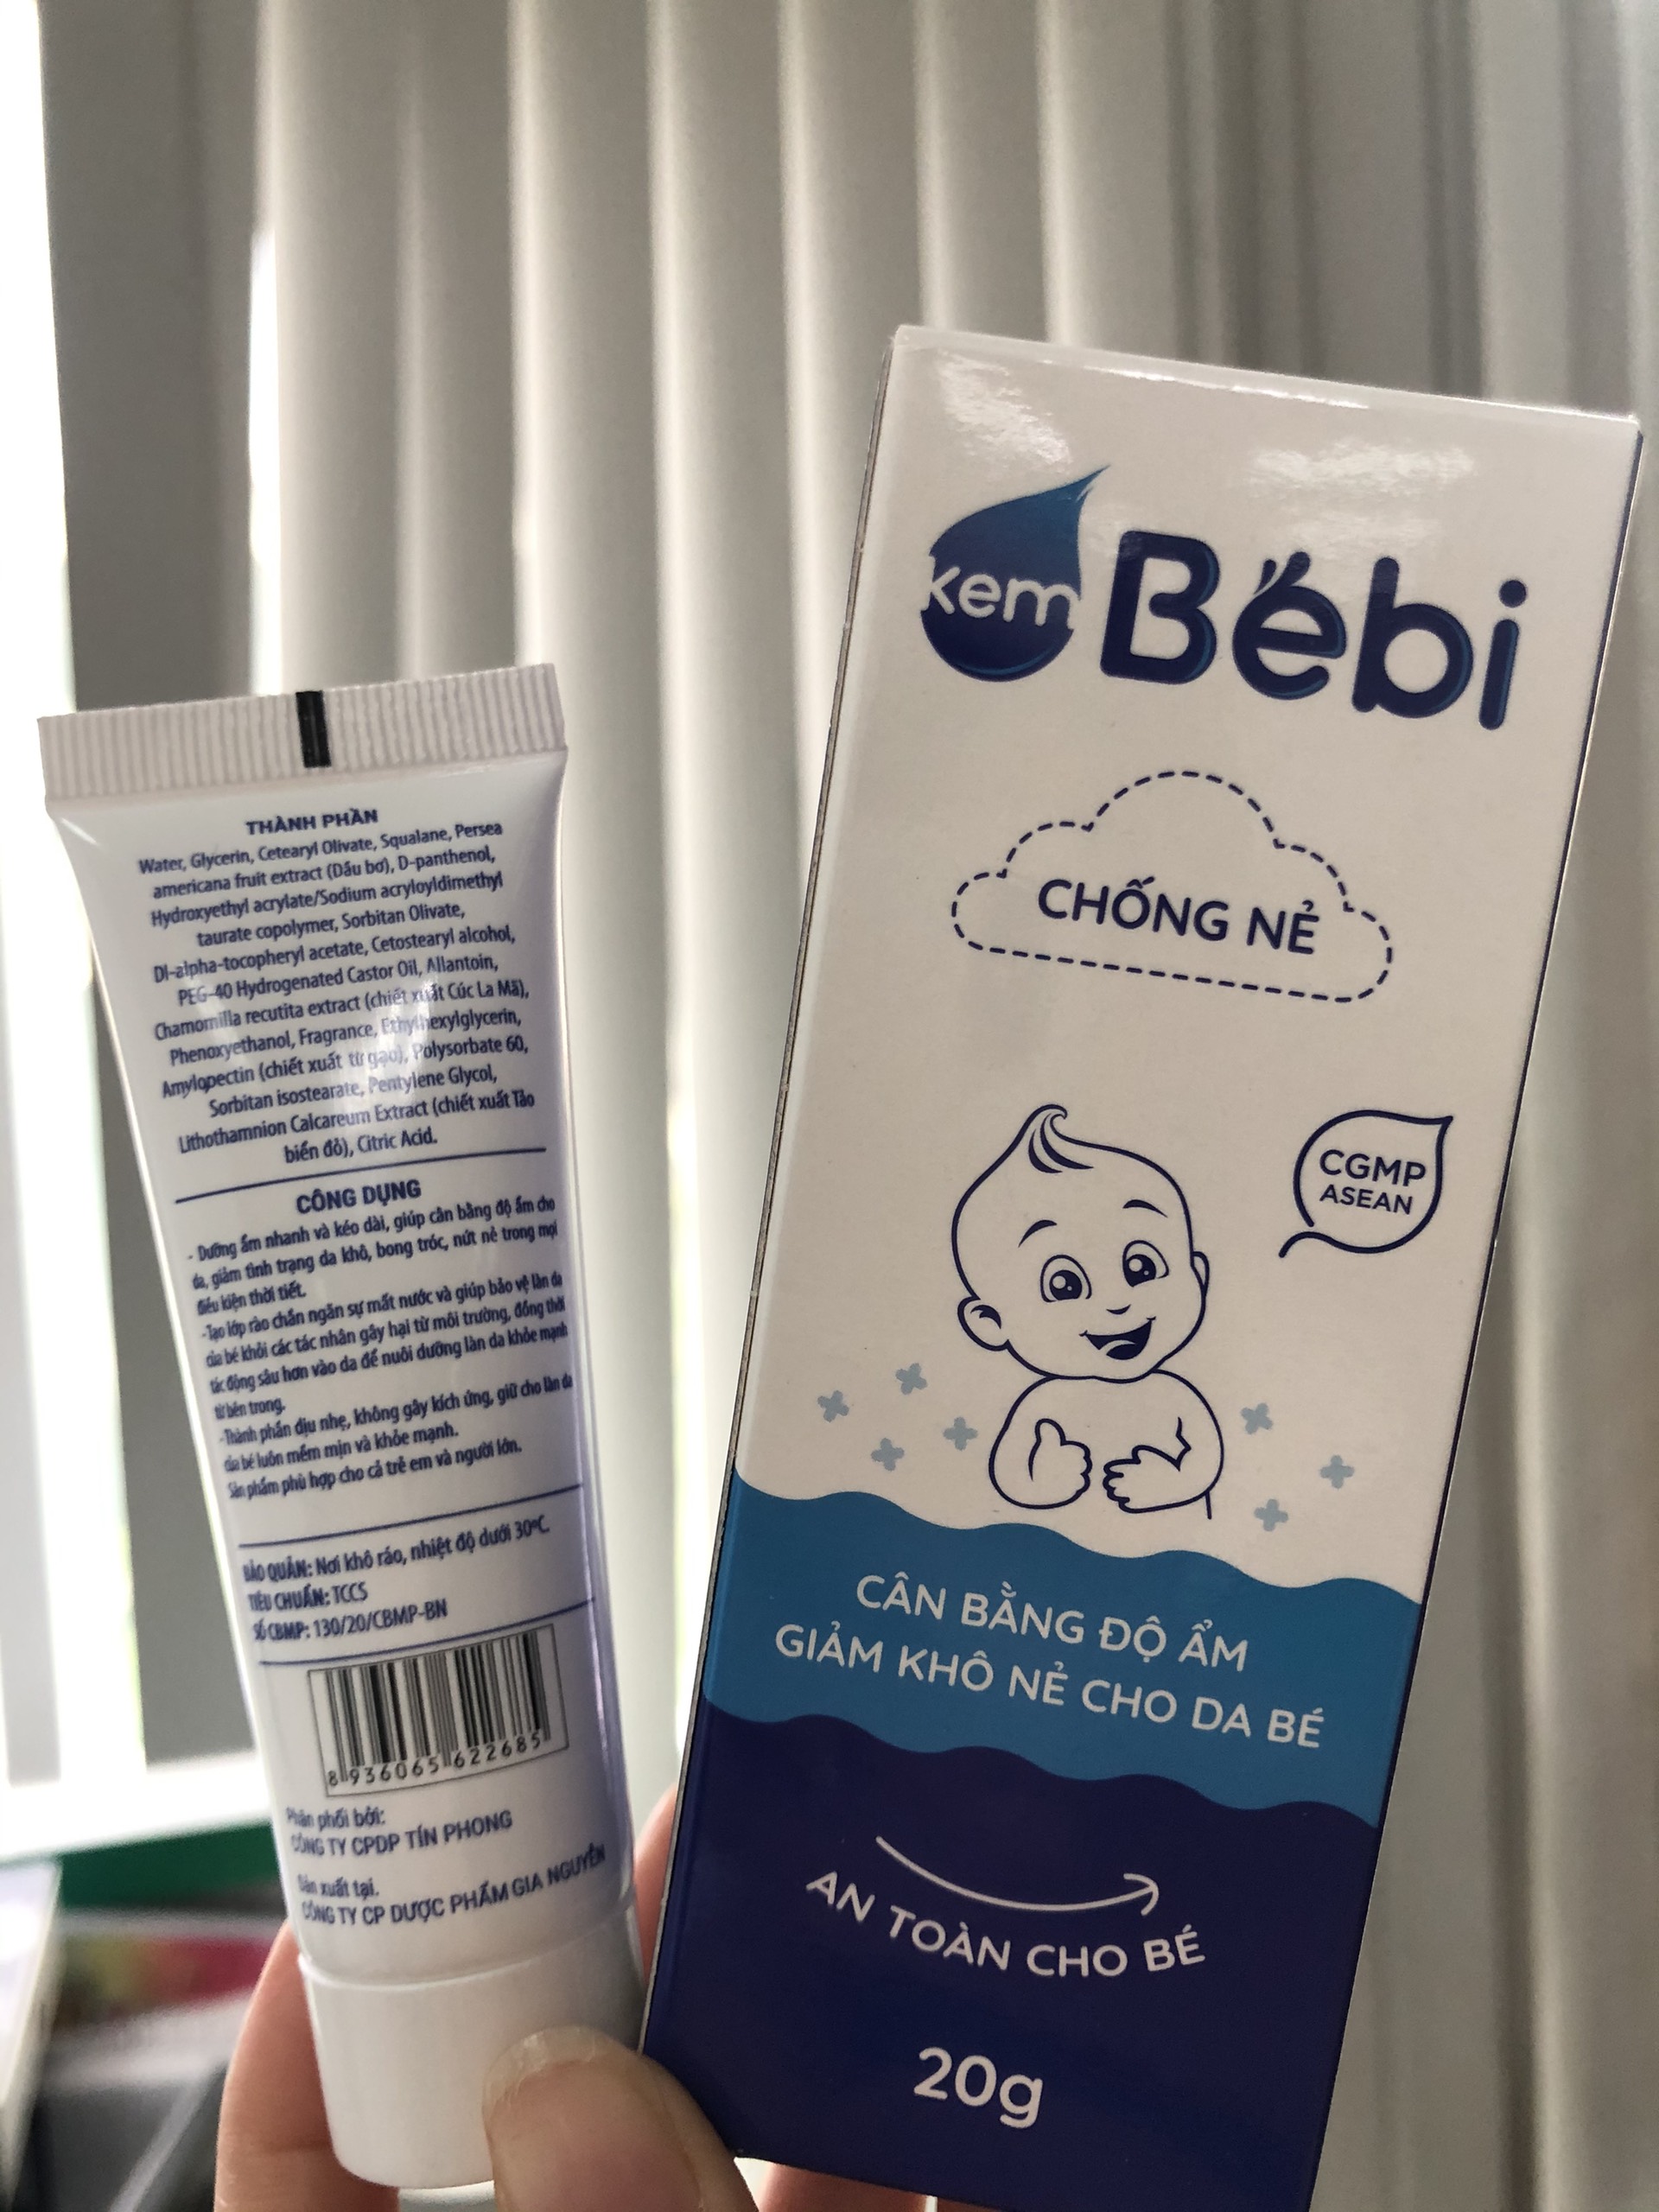 THÀNH PHẦN
Water, Glycerin, Cetearyl Olivate, Squalane, Persea
americana fruit extract (Dầu bơ), D-panthenol,
Hydroxyethyl acrylate/Sodium acryloyldimethyl
taurate copolymer, Sorbitan Olivate,
Dl-alpha-tocopheryl acetate, Cetostearyl alcohol,
PEG-40 Hydrogenated Castor Oil, Allantoin,
Chamomilla recutita extract (chiết xuất Cúc La Mã),
Phenoxyethanol, Fragrance, Ethylhexylglycerin,
Amylopectin (chiết xuất từ gạo), Polysorbate 60,
Sorbitan isostearate, Pentylene Glycol,
Lithothamnion Calcareum Extract (chiết xuất Tảo
biển đỏ), Citric Acid.
CÔNG DỤNG
- Dưỡng ẩm nhanh và kéo dài, giúp cân bằng độ ẩm cho
da, giảm tình trạng da khô, bong tróc, nứt nẻ trong mọi
điều kiện thời tiết.
-Tạo lớp rào chắn ngăn sự mất nước và giúp bảo vệ làn da
của bé khỏi các tác nhân gây hại từ môi trường, đồng thời
tác động sâu hơn vào da để nuôi dưỡng làn da khỏe mạnh
từ bên trong.
-Thành phần dịu nhẹ, không gây kích ứng, giữ cho làn da
của bé luôn mềm mịn và khỏe mạnh.
Sản phẩm phù hợp cho cả trẻ em và người lớn.
BẢO QUẢN: Nơi khô ráo, nhiệt độ dưới 30ºC.
TIÊU CHUẨN: TCCS
SỐ CBMP: 130/20/CBMP-BN
8 936065 622685
Phân phối bởi:
CÔNG TY CPDP TÍN PHONG
Sản xuất tại.
CÔNG TY CP DƯỢC PHẨM GIA NGUYỄN
kem Bébi
CHỐNG NẺ
CGMP
ASEAN
CÂN BẰNG ĐỘ ẨM
GIẢM KHÔ NẺ CHO DA BÉ
AN TOÀN CHO BÉ
20g